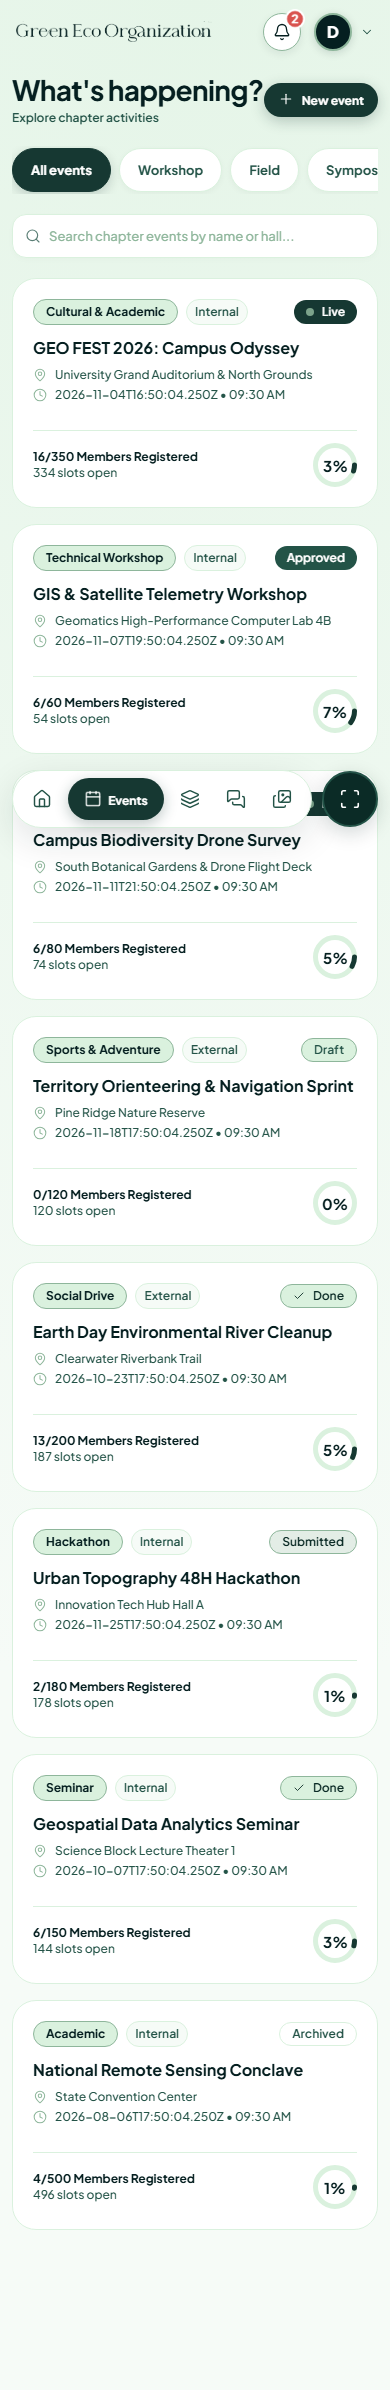 Green Eco Organization
2
D
What's happening?
Explore chapter activities
+ New event
All events
Workshop
Field
Sympos
Search chapter events by name or hall...
Cultural & Academic
Internal
Live
GEO FEST 2026: Campus Odyssey
University Grand Auditorium & North Grounds
2026-11-04T16:50:04.250Z • 09:30 AM
16/350 Members Registered
334 slots open
3%
Technical Workshop
Internal
Approved
GIS & Satellite Telemetry Workshop
Geomatics High-Performance Computer Lab 4B
2026-11-07T19:50:04.250Z • 09:30 AM
6/60 Members Registered
54 slots open
7%
Events
Campus Biodiversity Drone Survey
South Botanical Gardens & Drone Flight Deck
2026-11-11T21:50:04.250Z • 09:30 AM
6/80 Members Registered
74 slots open
5%
Sports & Adventure
External
Draft
Territory Orienteering & Navigation Sprint
Pine Ridge Nature Reserve
2026-11-18T17:50:04.250Z • 09:30 AM
0/120 Members Registered
120 slots open
0%
Social Drive
External
Done
Earth Day Environmental River Cleanup
Clearwater Riverbank Trail
2026-10-23T17:50:04.250Z • 09:30 AM
13/200 Members Registered
187 slots open
5%
Hackathon
Internal
Submitted
Urban Topography 48H Hackathon
Innovation Tech Hub Hall A
2026-11-25T17:50:04.250Z • 09:30 AM
2/180 Members Registered
178 slots open
1%
Seminar
Internal
Done
Geospatial Data Analytics Seminar
Science Block Lecture Theater 1
2026-10-07T17:50:04.250Z • 09:30 AM
6/150 Members Registered
144 slots open
3%
Academic
Internal
Archived
National Remote Sensing Conclave
State Convention Center
2026-08-06T17:50:04.250Z • 09:30 AM
4/500 Members Registered
496 slots open
1%